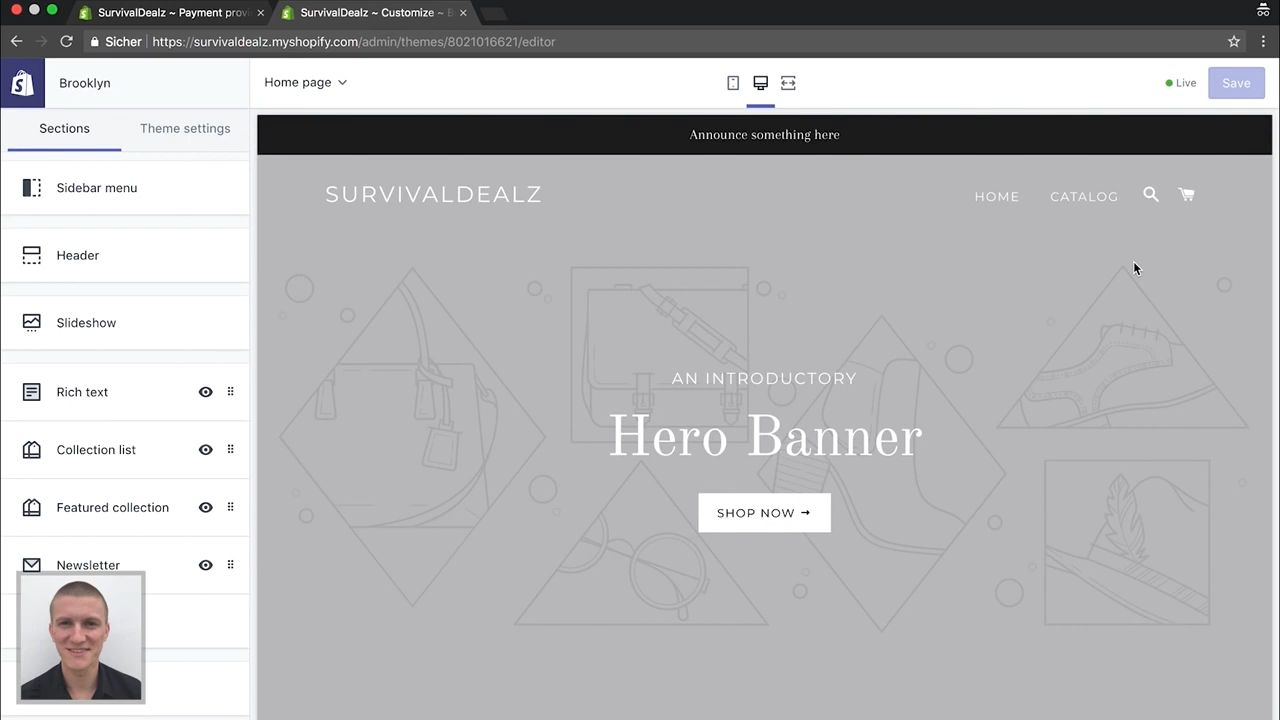 SurvivalDealz ~ Payment provi
SurvivalDealz ~ Customize ~ B
Sicher
https://survivaldealz.myshopify.com/admin/themes/8021016621/editor
Brooklyn
Home page
Live
Save
Sections
Theme settings
Announce something here
Sidebar menu
SURVIVALDEALZ
HOME
CATALOG
Header
Slideshow
Rich text
Collection list
Featured collection
Newsletter
AN INTRODUCTORY
Hero Banner
SHOP NOW →